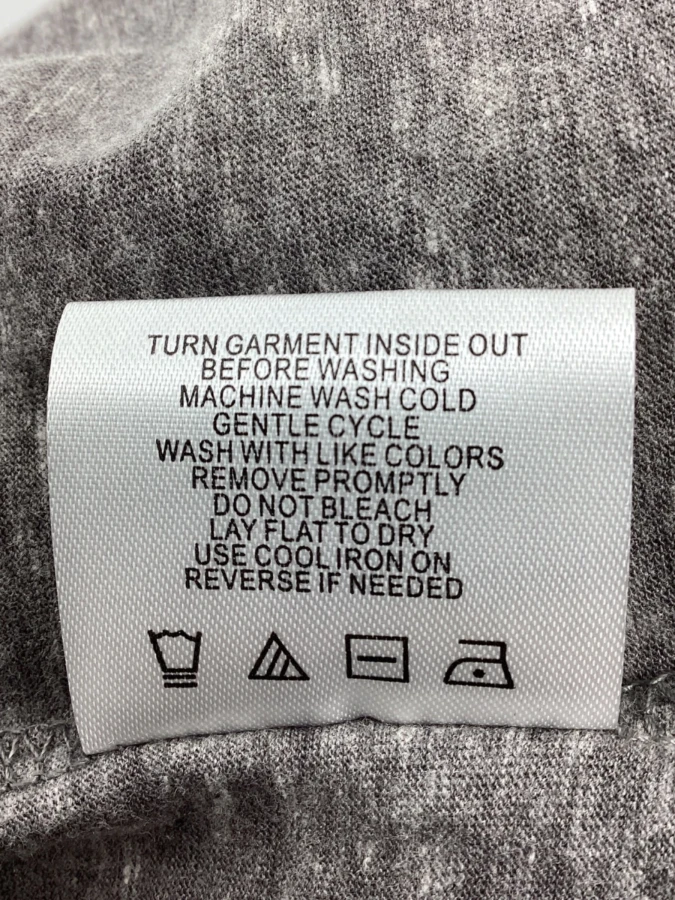 TURN GARMENT INSIDE OUT
BEFORE WASHING
MACHINE WASH COLD
GENTLE CYCLE
WASH WITH LIKE COLORS
REMOVE PROMPTLY
DO NOT BLEACH
LAY FLAT TO DRY
USE COOL IRON ON
REVERSE IF NEEDED